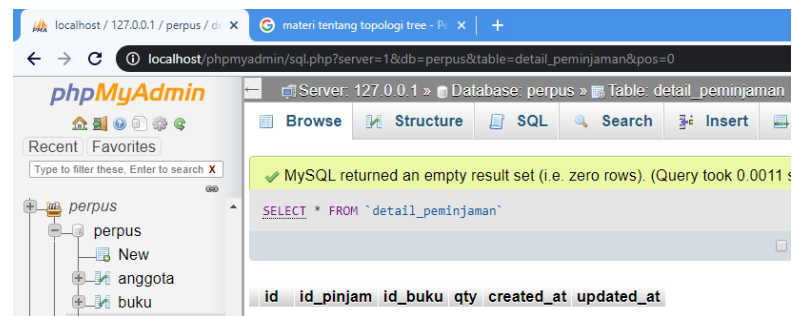 localhost / 127.0.0.1 / perpus / de
materi tentang topologi tree - Pe
localhost/phpmyadmin/sql.php?server=1&db=perpus&table=detail_peminjaman&pos=0
phpMyAdmin
Server: 127.0.0.1 » Database: perpus » Table: detail_peminjaman
Browse Structure SQL Search Insert
Recent Favorites
Type to filter these, Enter to search X
MySQL returned an empty result set (i.e. zero rows). (Query took 0.0011 s
perpus
SELECT * FROM `detail_peminjaman`
perpus
New
anggota
buku
id id_pinjam id_buku qty created_at updated_at